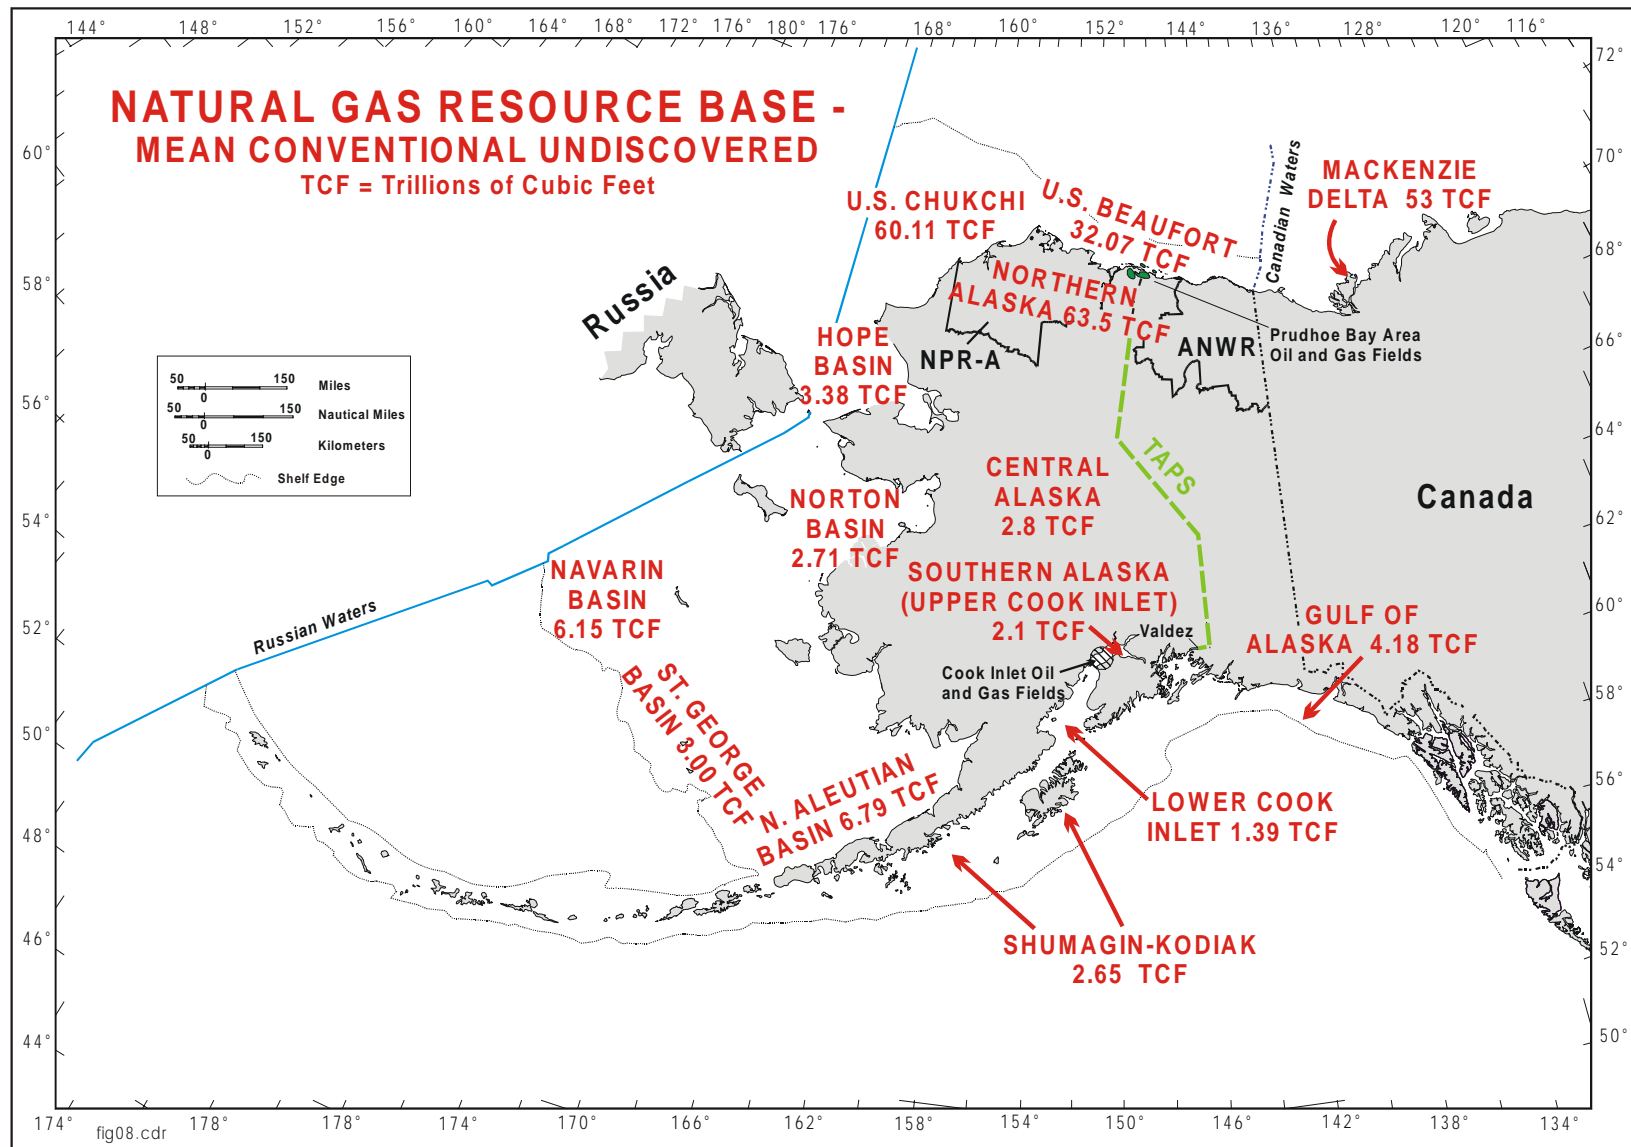 144° 148° 152° 156° 160° 164° 168° 172° 176° 180° 176° 168° 160° 152° 144° 136° 128° 120° 116°
NATURAL GAS RESOURCE BASE -
MEAN CONVENTIONAL UNDISCOVERED
TCF = Trillions of Cubic Feet
60°
58°
56°
54°
52°
50°
48°
46°
44°
72°
70°
68°
66°
64°
62°
60°
58°
56°
54°
52°
50°
U.S. CHUKCHI
60.11 TCF
U.S. BEAUFORT
32.07 TCF
Canadian Waters
MACKENZIE
DELTA 53 TCF
Russia
NORTHERN
ALASKA 63.5 TCF
HOPE
BASIN
3.38 TCF
NPR-A
ANWR
Prudhoe Bay Area
Oil and Gas Fields
50 150
0
Miles
50 150
0
Nautical Miles
50 150
0
Kilometers
Shelf Edge
TAPS
CENTRAL
ALASKA
2.8 TCF
Canada
NORTON
BASIN
2.71 TCF
NAVARIN
BASIN
6.15 TCF
SOUTHERN ALASKA
(UPPER COOK INLET)
2.1 TCF
Russian Waters
Valdez
GULF OF
ALASKA 4.18 TCF
Cook Inlet Oil
and Gas Fields
ST. GEORGE
BASIN 3.00 TCF
N. ALEUTIAN
BASIN 6.79 TCF
LOWER COOK
INLET 1.39 TCF
SHUMAGIN-KODIAK
2.65 TCF
174° 178° 178° 174° 170° 166° 162° 158° 154° 150° 146° 142° 138° 134°
fig08.cdr